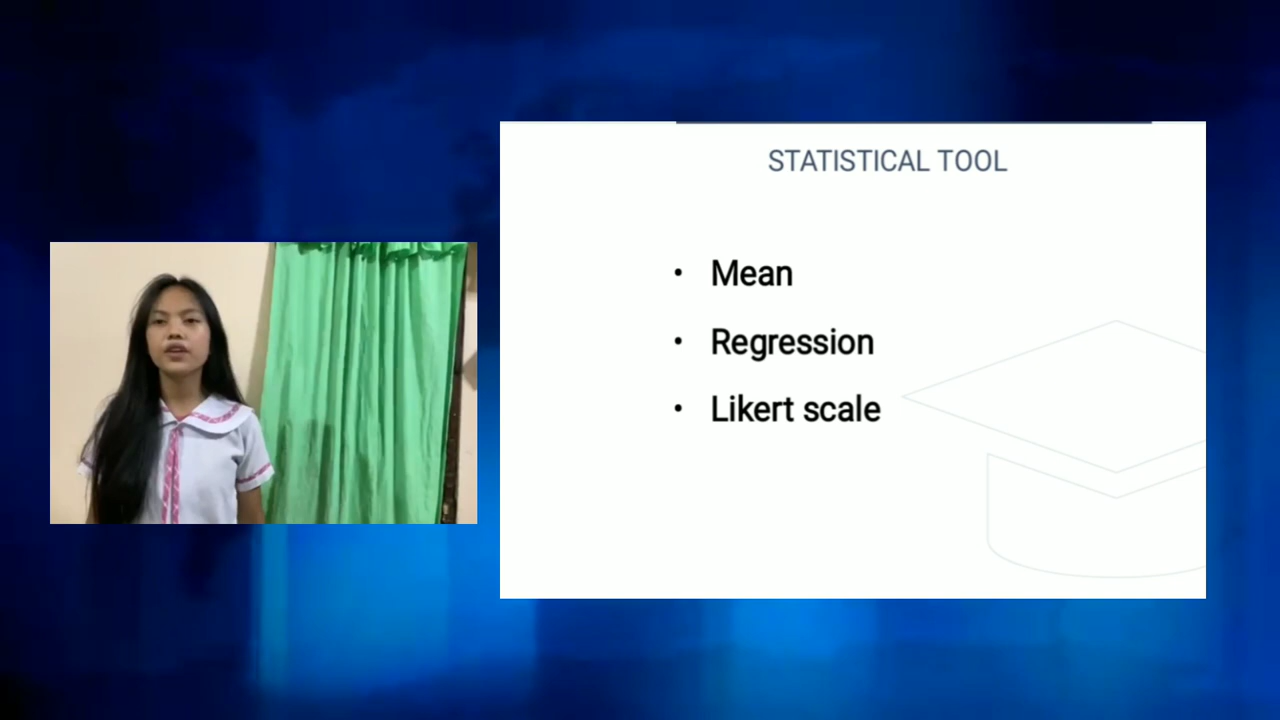 STATISTICAL TOOL
• Mean
• Regression
• Likert scale